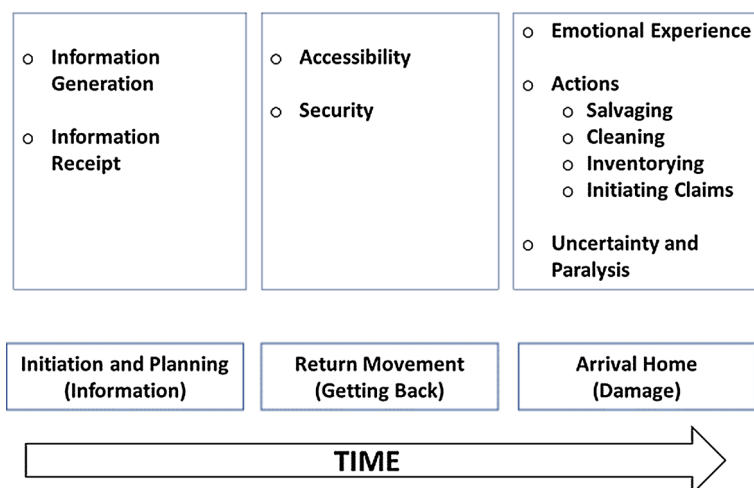 Information
Generation
Information
Receipt
Accessibility
Security
Emotional Experience
Actions
Salvaging
Cleaning
Inventorying
Initiating Claims
Uncertainty and
Paralysis
Initiation and Planning
(Information)
Return Movement
(Getting Back)
Arrival Home
(Damage)
TIME